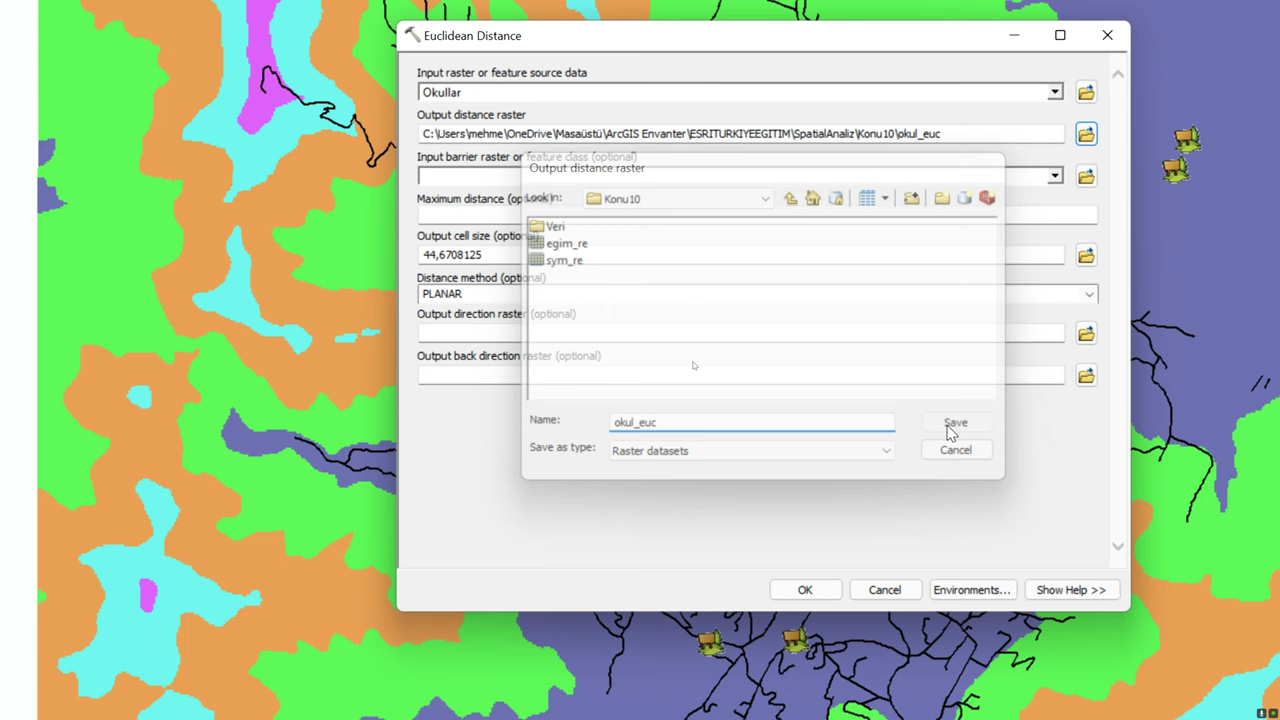 Euclidean Distance
Input raster or feature source data
Okullar
Output distance raster
C:\Users\mehme\OneDrive\Masaüstü\ArcGIS Envanter\ESRITURKIYEEGITIM\SpatialAnaliz\Konu10\okul_euc
Input barrier raster or feature class (optional)
Output distance raster
Maximum distance (optional)
Look in:
Konu10
Veri
Output cell size (optional)
egim_re
44,6708125
sym_re
Distance method (optional)
PLANAR
Output direction raster (optional)
Output back direction raster (optional)
Name:
okul_euc
Save
Save as type:
Raster datasets
Cancel
OK
Cancel
Environments...
Show Help >>